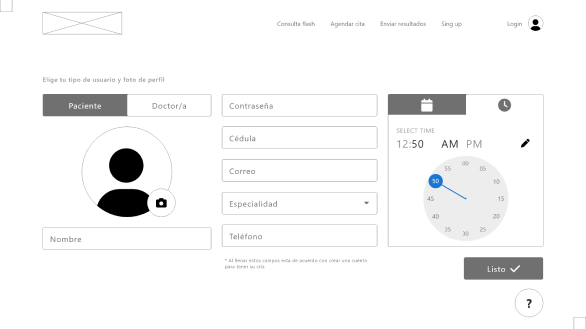 Consulta flash
Agendar cita
Enviar resultados
Sing up
Login
Elige tu tipo de usuario y foto de perfil
Paciente
Doctor/a
Nombre
Contraseña
Cédula
Correo
Especialidad
Teléfono
* Al llenar estos campos esta de acuerdo con crear una cuenta
para tener su cita
SELECT TIME
12:50 AM PM
00
05
10
15
20
25
30
35
40
45
50
55
Listo
?